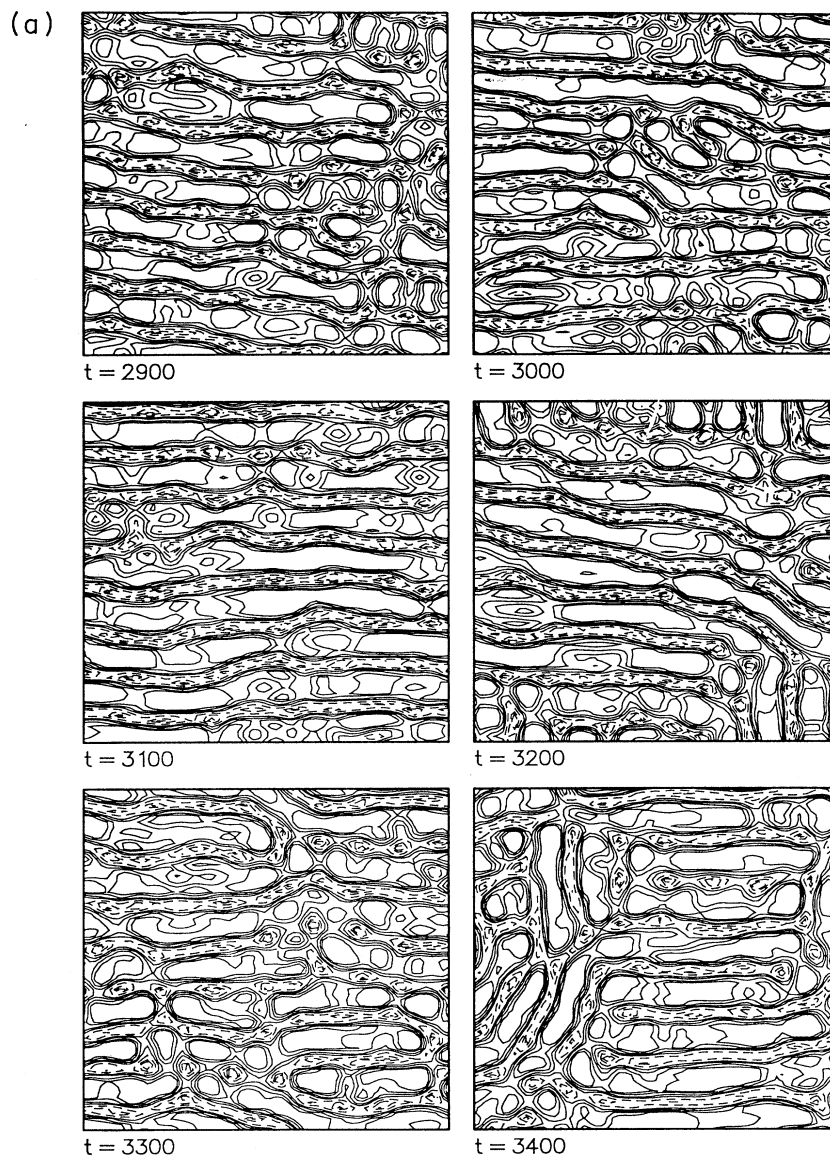 (a)
t = 2900
t = 3000
t = 3100
t = 3200
t = 3300
t = 3400